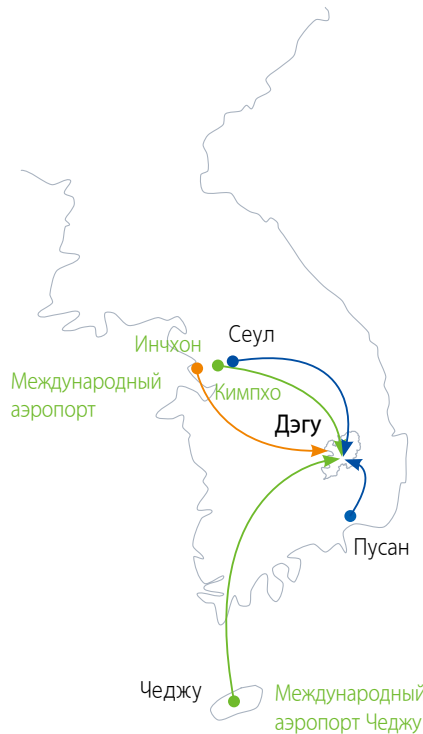 Сеул
Инчхон
Международный
аэропорт
Кимпхо
Дэгу
Пусан
Чеджу
Международный
аэропорт Чеджу